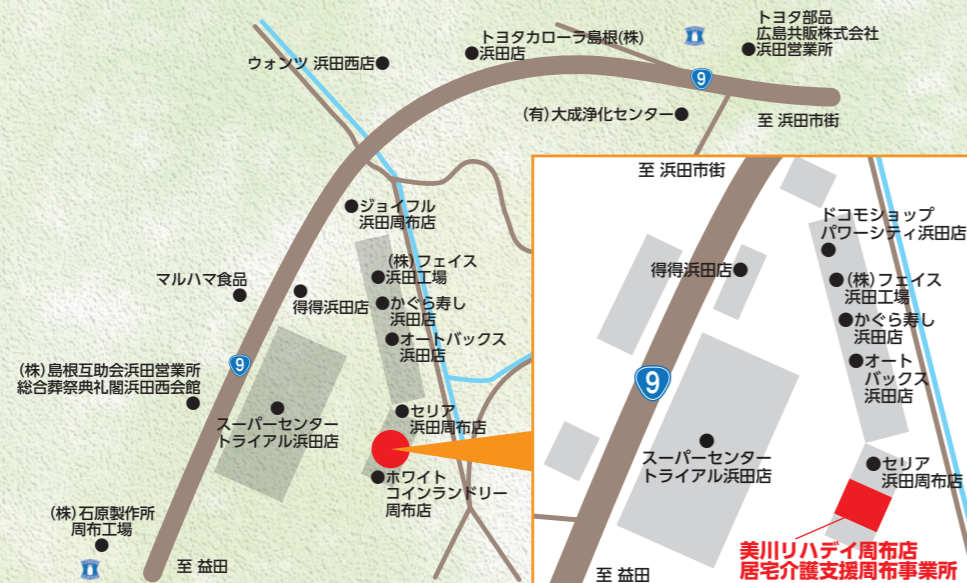 トヨタ部品
広島共販株式会社
浜田営業所
トヨタカローラ島根(株)
浜田店
ウォンツ 浜田西店
9
(有)大成浄化センター
至 浜田市街
ジョイフル
浜田周布店
(株)フェイス
浜田工場
マルハマ食品
得得浜田店
かぐら寿し
浜田店
オートバックス
浜田店
9
(株)島根互助会浜田営業所
総合葬祭典礼閣浜田西会館
スーパーセンター
トライアル浜田店
セリア
浜田周布店
ホワイト
コインランドリー
周布店
(株)石原製作所
周布工場
至 益田
至 浜田市街
ドコモショップ
パワーシティ浜田店
得得浜田店
(株)フェイス
浜田工場
かぐら寿し
浜田店
オート
バックス
浜田店
9
スーパーセンター
トライアル浜田店
セリア
浜田周布店
美川リハデイ周布店
居宅介護支援周布事業所
至 益田